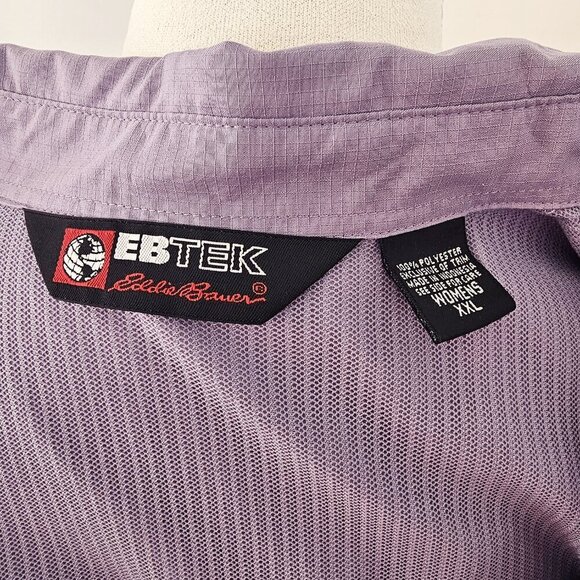 EBTEK
Eddie Bauer®
100% POLYESTER
EXCLUSIVE OF TRIM
MADE IN INDONESIA
SEE SIDE FOR CARE
WOMENS
XXL